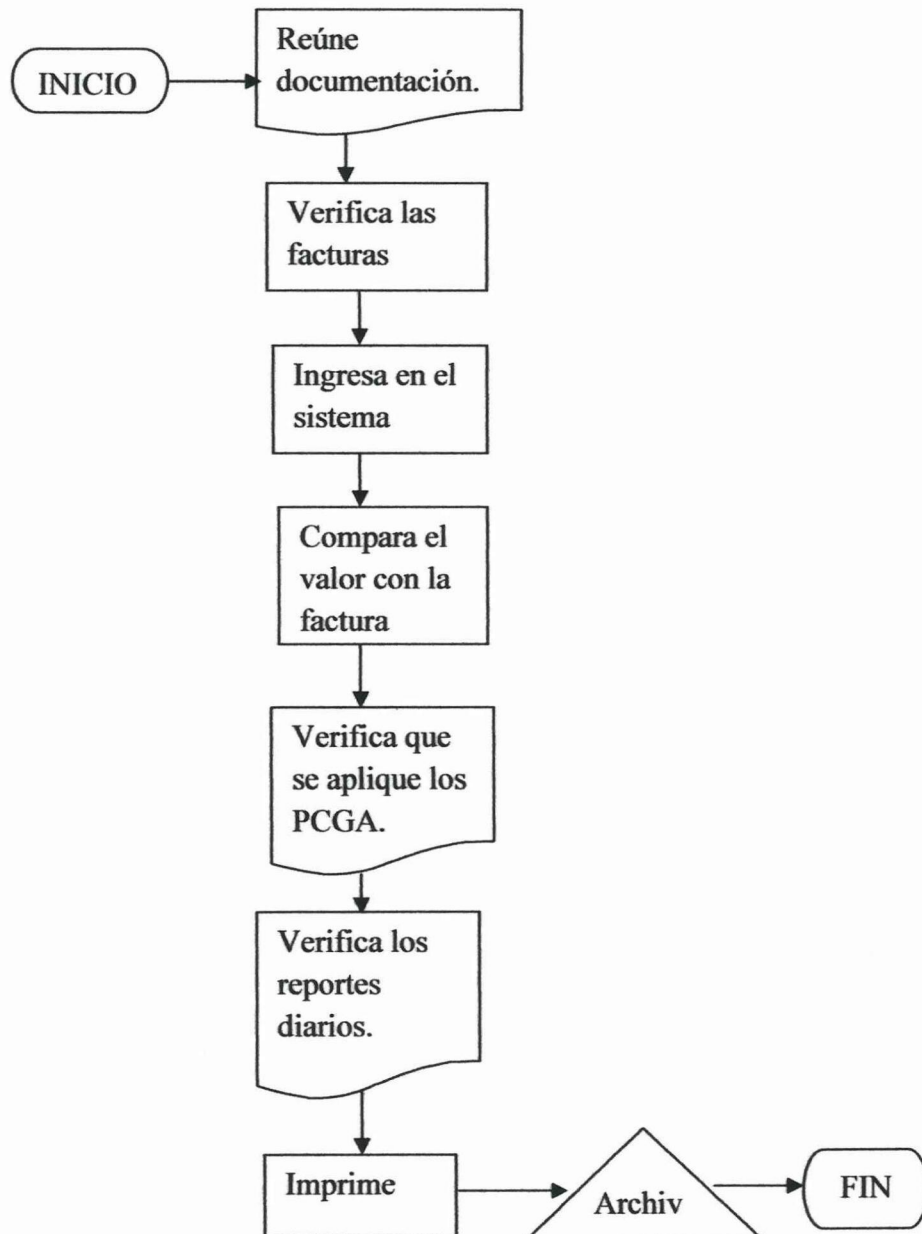 INICIO
Reúne
documentación.
Verifica las
facturas
Ingresa en el
sistema
Compara el
valor con la
factura
Verifica que
se aplique los
PCGA.
Verifica los
reportes
diarios.
Imprime
Archiv
FIN